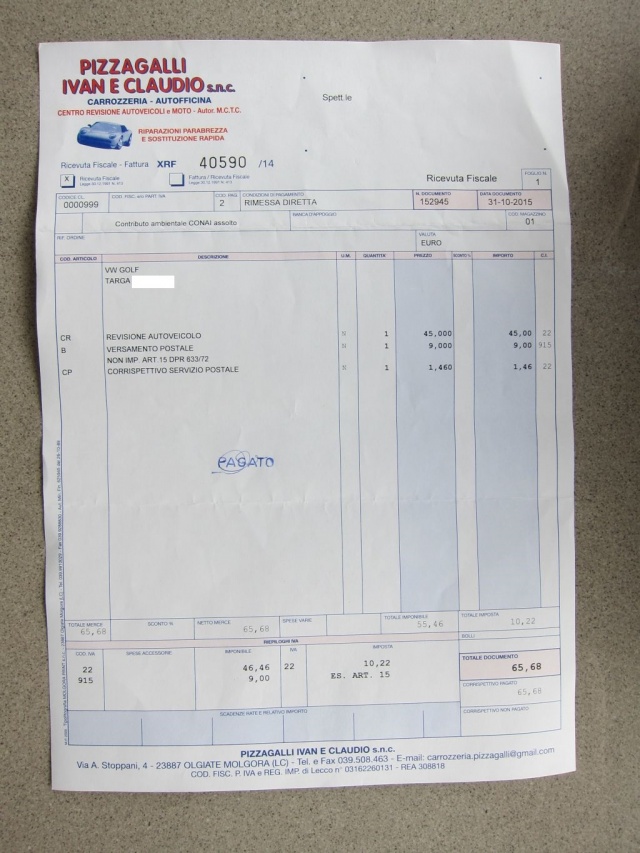 PIZZAGALLI
IVAN E CLAUDIO s.n.c.
CARROZZERIA - AUTOFFICINA
CENTRO REVISIONE AUTOVEICOLI e MOTO - Autor. M.C.T.C.
RIPARAZIONI PARABREZZA
E SOSTITUZIONE RAPIDA
Spett.le
Ricevuta Fiscale - Fattura XRF 40590 /14
X Ricevuta Fiscale
Fattura / Ricevuta Fiscale
Ricevuta Fiscale
FOGLIO N.
1
CODICE CL. COD. FISC. e/o PART. IVA COD. PAG. CONDIZIONI DI PAGAMENTO N. DOCUMENTO DATA DOCUMENTO
0000999 2 RIMESSA DIRETTA 152945 31-10-2015
Contributo ambientale CONAI assolto
BANCA D'APPOGGIO
COD. MAGAZZINO
01
RIF. ORDINE
VALUTA
EURO
COD. ARTICOLO DESCRIZIONE U.M. QUANTITA' PREZZO SCONTO % IMPORTO C.I.
VW GOLF
TARGA
CR REVISIONE AUTOVEICOLO N 1 45,000 45,00 22
B VERSAMENTO POSTALE N 1 9,000 9,00 915
NON IMP ART 15 DPR 633/72
CP CORRISPETTIVO SERVIZIO POSTALE N 1 1,460 1,46 22
PAGATO
TOTALE MERCE SCONTO % NETTO MERCE SPESE VARIE TOTALE IMPONIBILE TOTALE IMPOSTA
65,68 65,68 55,46 10,22
RIEPILOGHI IVA
BOLLI
COD. IVA SPESE ACCESSORIE IMPONIBILE IVA IMPOSTA
22 46,46 22 10,22
915 9,00 ES. ART. 15
TOTALE DOCUMENTO
65,68
CORRISPETTIVO PAGATO
65,68
SCADENZE RATE E RELATIVO IMPORTO
CORRISPETTIVO NON PAGATO
PIZZAGALLI IVAN E CLAUDIO s.n.c.
Via A. Stoppani, 4 - 23887 OLGIATE MOLGORA (LC) - Tel. e Fax 039.508.463 - E-mail: carrozzeria.pizzagalli@gmail.com
COD. FISC. P. IVA e REG. IMP. di Lecco n° 03162260131 - REA 308818